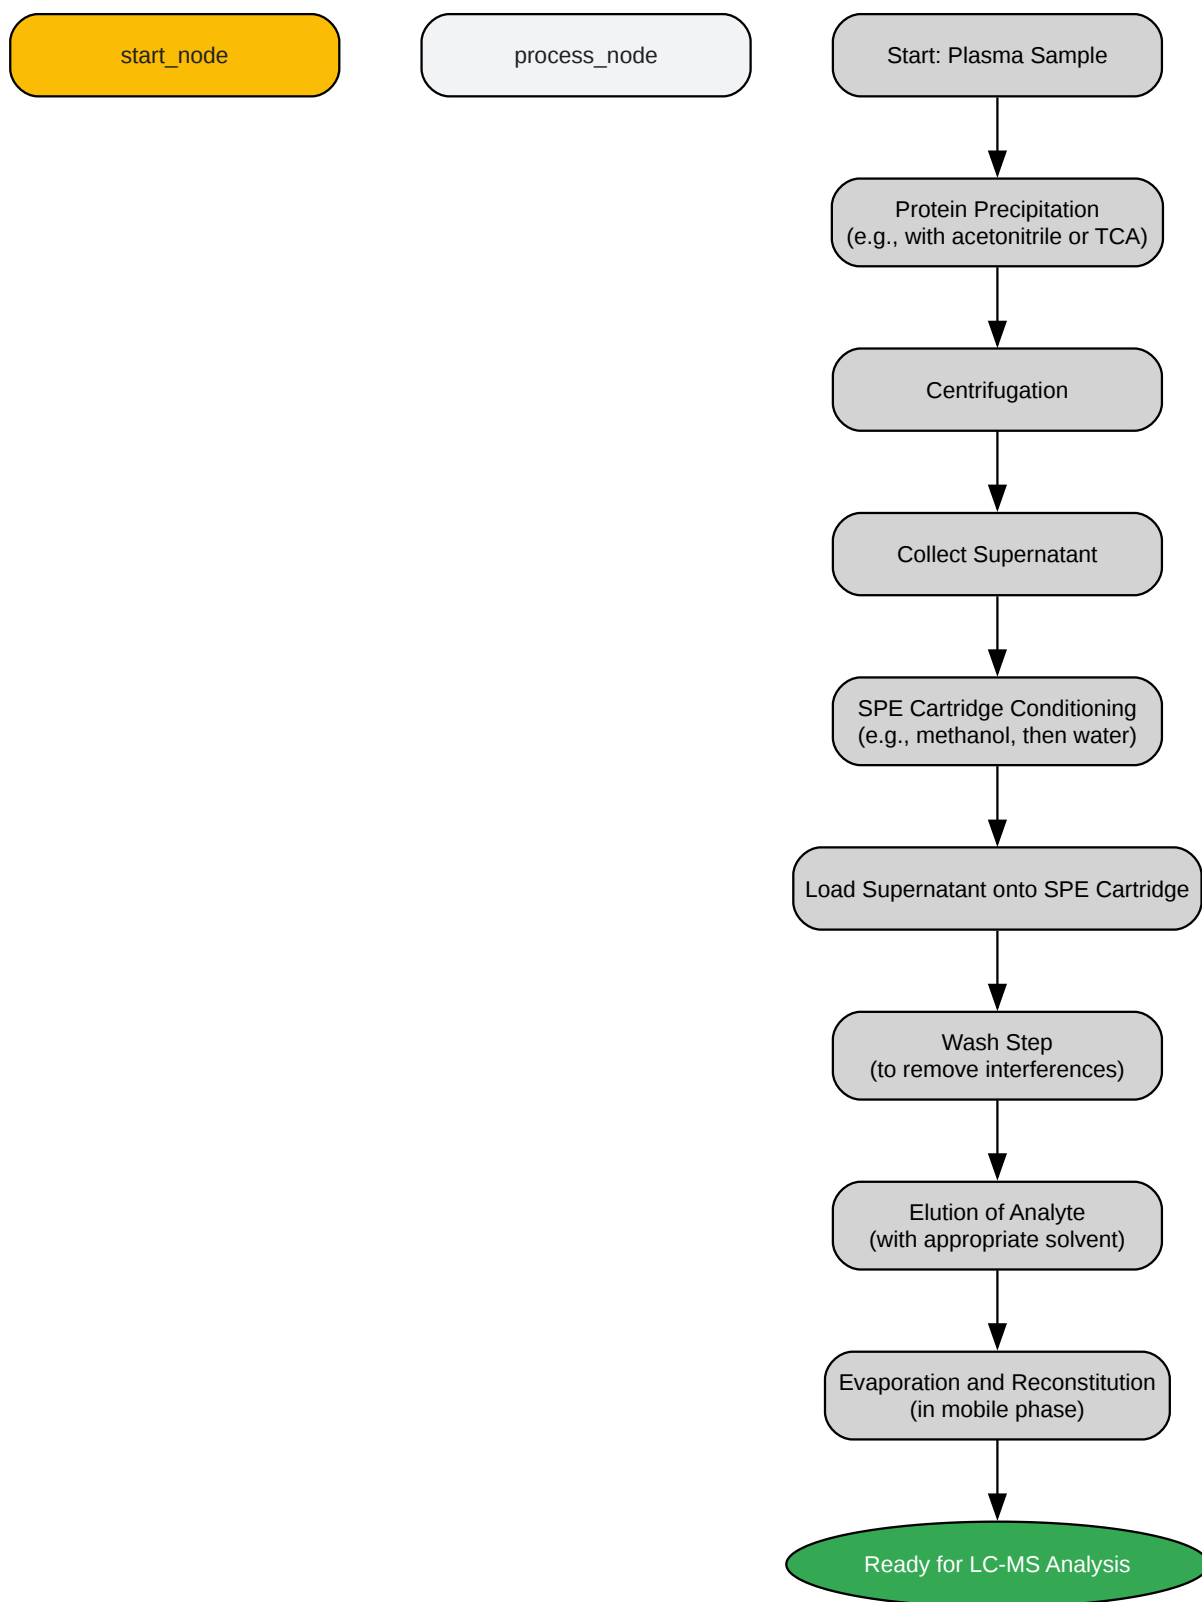 start_node
process_node
Start: Plasma Sample
Protein Precipitation
(e.g., with acetonitrile or TCA)
Centrifugation
Collect Supernatant
SPE Cartridge Conditioning
(e.g., methanol, then water)
Load Supernatant onto SPE Cartridge
Wash Step
(to remove interferences)
Elution of Analyte
(with appropriate solvent)
Evaporation and Reconstitution
(in mobile phase)
Ready for LC-MS Analysis